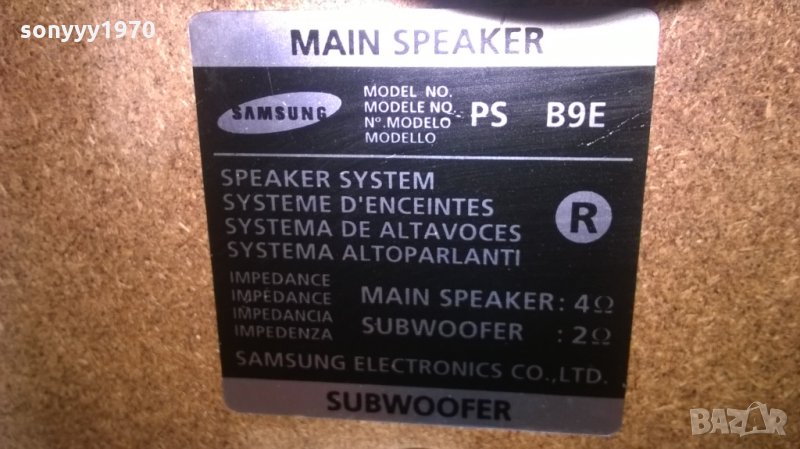 sonyyy1970
MAIN SPEAKER
SAMSUNG
MODEL NO.
MODELE NO.
N°.MODELO
MODELLO
PS B9E
SPEAKER SYSTEM
SYSTEME D'ENCEINTES
SYSTEMA DE ALTAVOCES
SYSTEMA ALTOPARLANTI
R
IMPEDANCE
IMPEDANCE
IMPEDANCIA
IMPEDENZA
MAIN SPEAKER : 4Ω
SUBWOOFER : 2Ω
SAMSUNG ELECTRONICS CO.,LTD.
SUBWOOFER
BAZAR